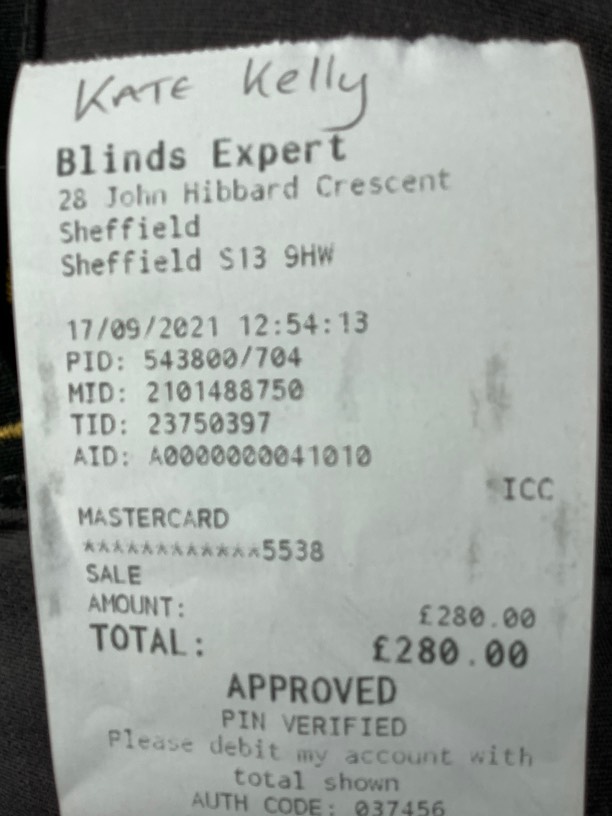 KATE Kelly
Blinds Expert
28 John Hibbard Crescent
Sheffield
Sheffield S13 9HW
17/09/2021 12:54:13
PID: 543800/704
MID: 2101488750
TID: 23750397
AID: A0000000041010
ICC
MASTERCARD
************5538
SALE
AMOUNT: £280.00
TOTAL: £280.00
APPROVED
PIN VERIFIED
Please debit my account with
total shown
AUTH CODE: 037456